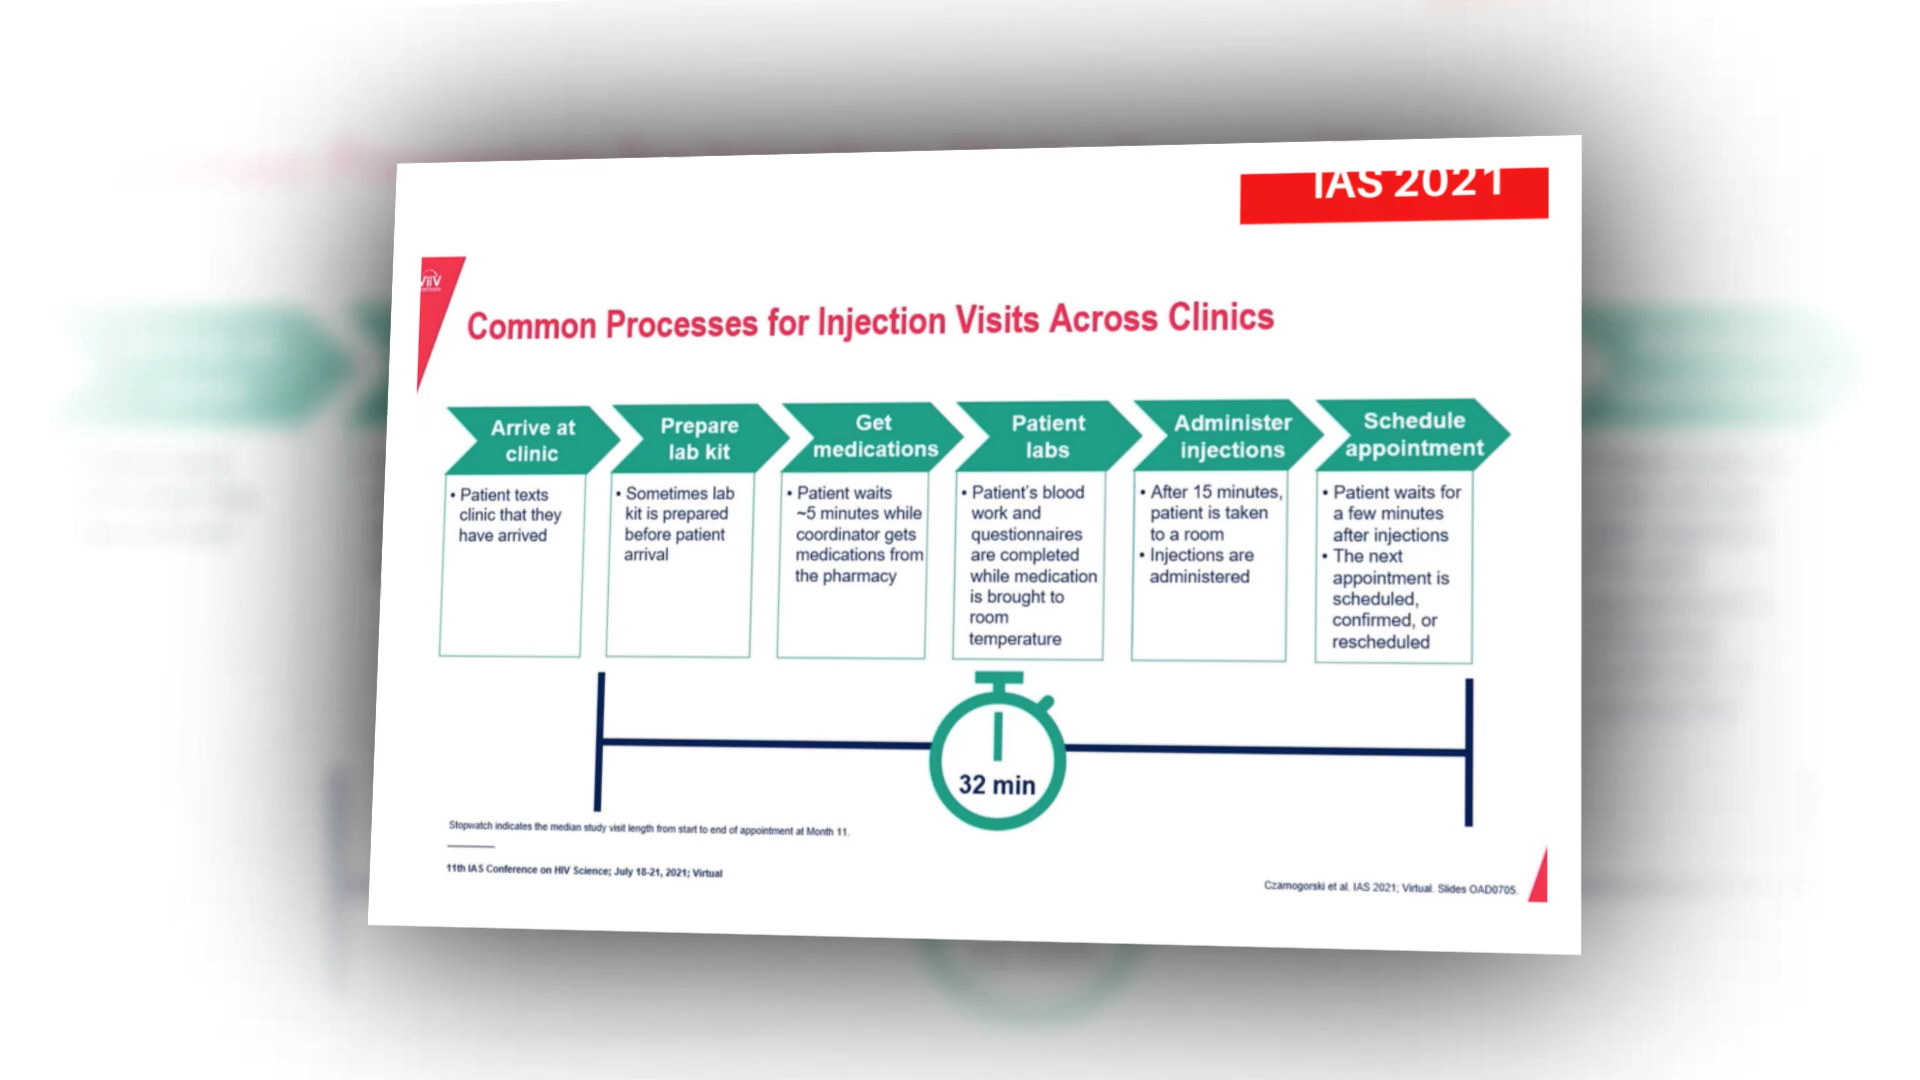 IAS 2021
ViiV
Common Processes for Injection Visits Across Clinics
Arrive at
clinic
• Patient texts
clinic that they
have arrived
Prepare
lab kit
• Sometimes lab
kit is prepared
before patient
arrival
Get
medications
• Patient waits
~5 minutes while
coordinator gets
medications from
the pharmacy
Patient
labs
• Patient's blood
work and
questionnaires
are completed
while medication
is brought to
room
temperature
Administer
injections
• After 15 minutes,
patient is taken
to a room
• Injections are
administered
Schedule
appointment
• Patient waits for
a few minutes
after injections
• The next
appointment is
scheduled,
confirmed, or
rescheduled
32 min
Stopwatch indicates the median study visit length from start to end of appointment at Month 11.
11th IAS Conference on HIV Science; July 18-21, 2021; Virtual
Czarnogorski et al. IAS 2021; Virtual. Slides OAD0705.